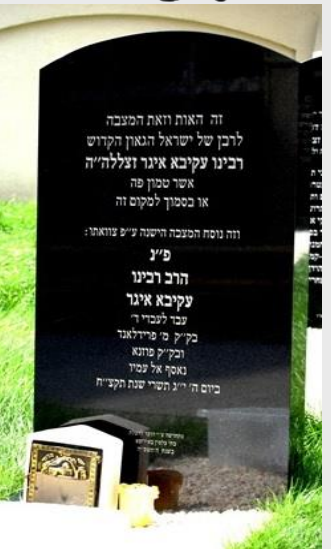 זה האות וזאת המצבה
לרבן של ישראל הגאון הקדוש
רבינו עקיבא איגר זצללה״ה
אשר טמון פה
או בסמוך למקום זה
וזה נוסח המצבה הישנה ע״פ צוואתו:
פ״נ
הרב רבינו
עקיבא איגר
עבד לעבדי ד׳
בק״ק מ׳ פרידלאנד
ובק״ק פוזנא
נאסף אל עמיו
ביום ה׳ י״ג תשרי שנת תקצ״ח